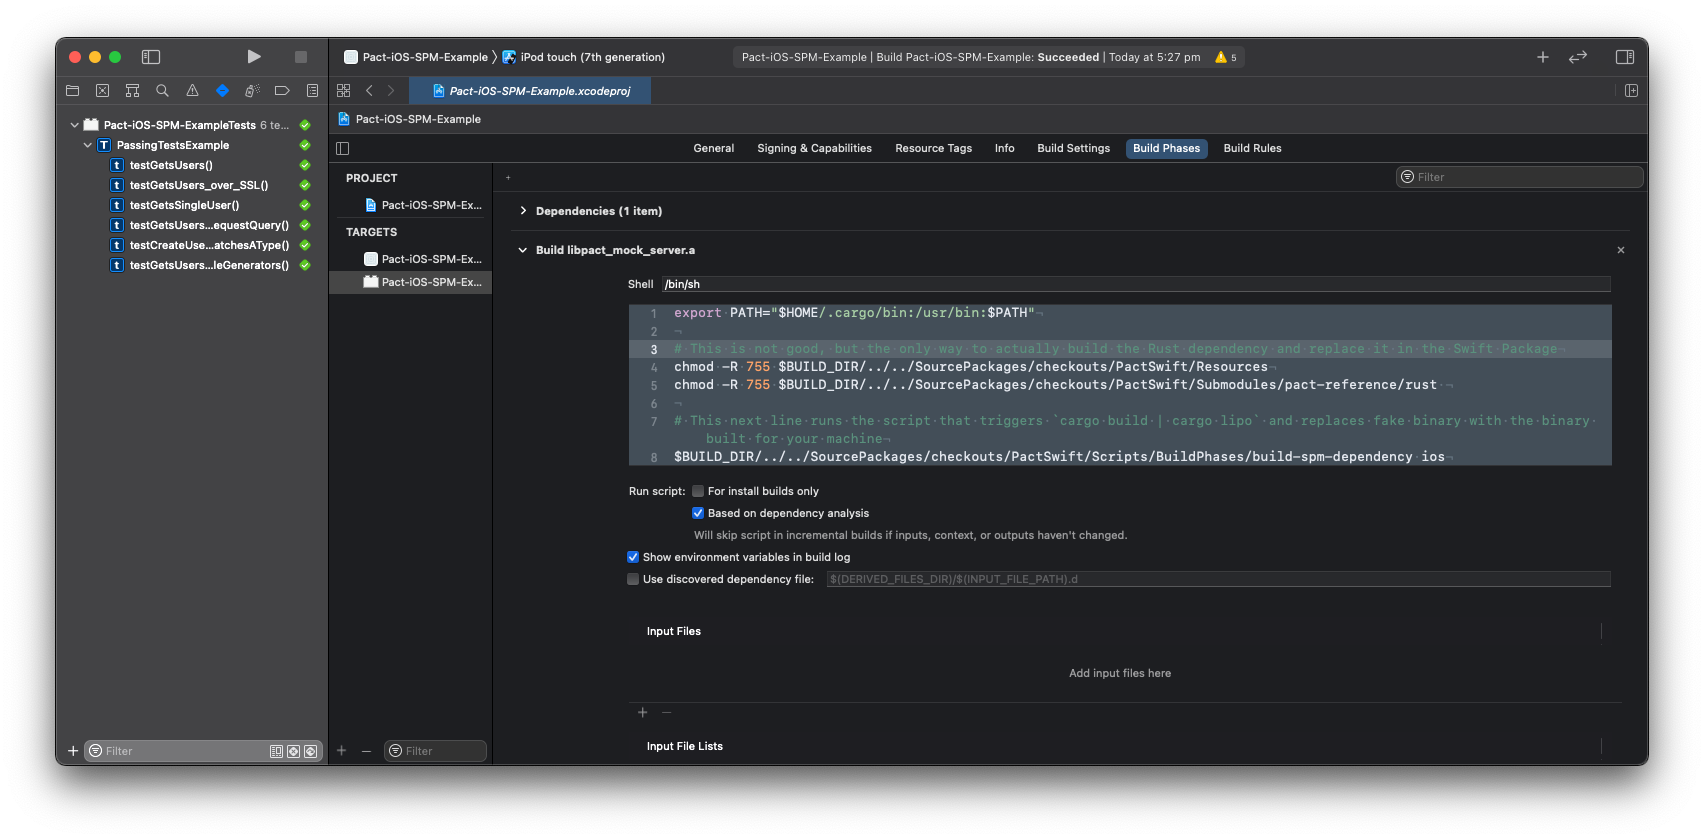 Pact-iOS-SPM-Example 〉 iPod touch (7th generation)
Pact-iOS-SPM-Example | Build Pact-iOS-SPM-Example: Succeeded | Today at 5:27 pm 5
Pact-iOS-SPM-Example.xcodeproj
Pact-iOS-SPM-ExampleTests 6 te...
PassingTestsExample
testGetsUsers()
testGetsUsers_over_SSL()
testGetsSingleUser()
testGetsUsers...equestQuery()
testCreateUse...atchesAType()
testGetsUsers...leGenerators()
Filter
Pact-iOS-SPM-Example
General Signing & Capabilities Resource Tags Info Build Settings Build Phases Build Rules
PROJECT
Pact-iOS-SPM-Ex...
TARGETS
Pact-iOS-SPM-Ex...
Pact-iOS-SPM-Ex...
Filter
Filter
Dependencies (1 item)
Build libpact_mock_server.a
Shell /bin/sh
1 export PATH="$HOME/.cargo/bin:/usr/bin:$PATH"
2
3 # This is not good, but the only way to actually build the Rust dependency and replace it in the Swift Package
4 chmod -R 755 $BUILD_DIR/../../SourcePackages/checkouts/PactSwift/Resources
5 chmod -R 755 $BUILD_DIR/../../SourcePackages/checkouts/PactSwift/Submodules/pact-reference/rust
6
7 # This next line runs the script that triggers `cargo build | cargo lipo` and replaces fake binary with the binary
built for your machine
8 $BUILD_DIR/../../SourcePackages/checkouts/PactSwift/Scripts/BuildPhases/build-spm-dependency ios
Run script: For install builds only
Based on dependency analysis
Will skip script in incremental builds if inputs, context, or outputs haven't changed.
Show environment variables in build log
Use discovered dependency file: $(DERIVED_FILES_DIR)/$(INPUT_FILE_PATH).d
Input Files
Add input files here
Input File Lists